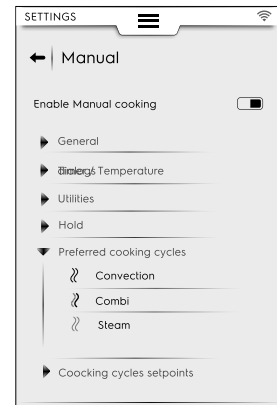 SETTINGS
Manual
Enable Manual cooking
General
Temperature
Utilities
Hold
Preferred cooking cycles
Convection
Combi
Steam
Coocking cycles setpoints